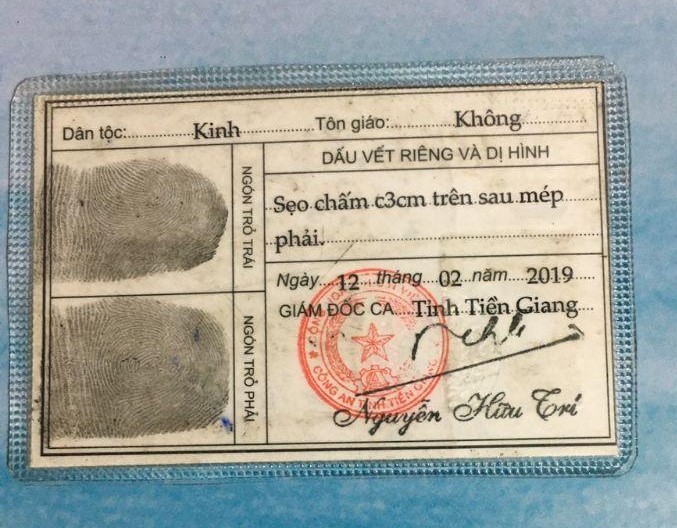 Dân tộc: Kinh Tôn giáo: Không
NGÓN TRỎ TRÁI
NGÓN TRỎ PHẢI
DẤU VẾT RIÊNG VÀ DỊ HÌNH
Sẹo chấm c3cm trên sau mép
phải.
Ngày 12 tháng 02 năm 2019
GIÁM ĐỐC CA Tỉnh Tiền Giang
CÔNG AN TỈNH TIỀN GIANG
Nguyễn Hữu Trí